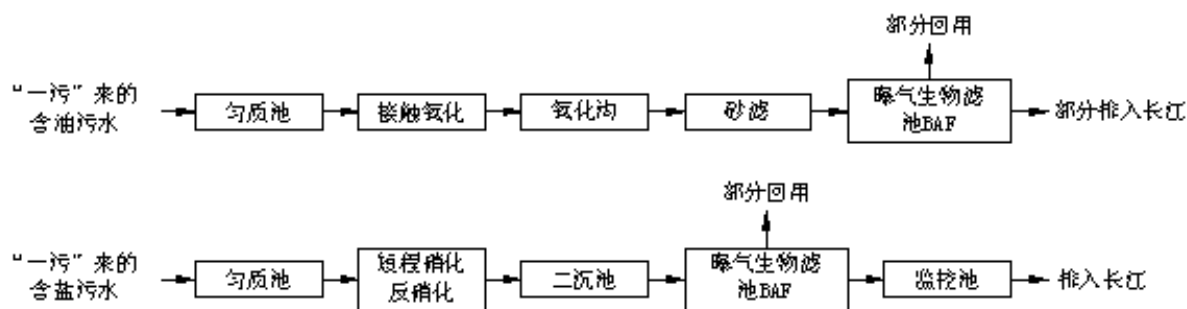 部分回用
“一污”来的
含油污水
匀质池
接触氧化
氧化沟
砂滤
曝气生物滤
池BAF
部分排入长江
部分回用
“一污”来的
含盐污水
匀质池
短程硝化
反硝化
二沉池
曝气生物滤
池BAF
监控池
排入长江